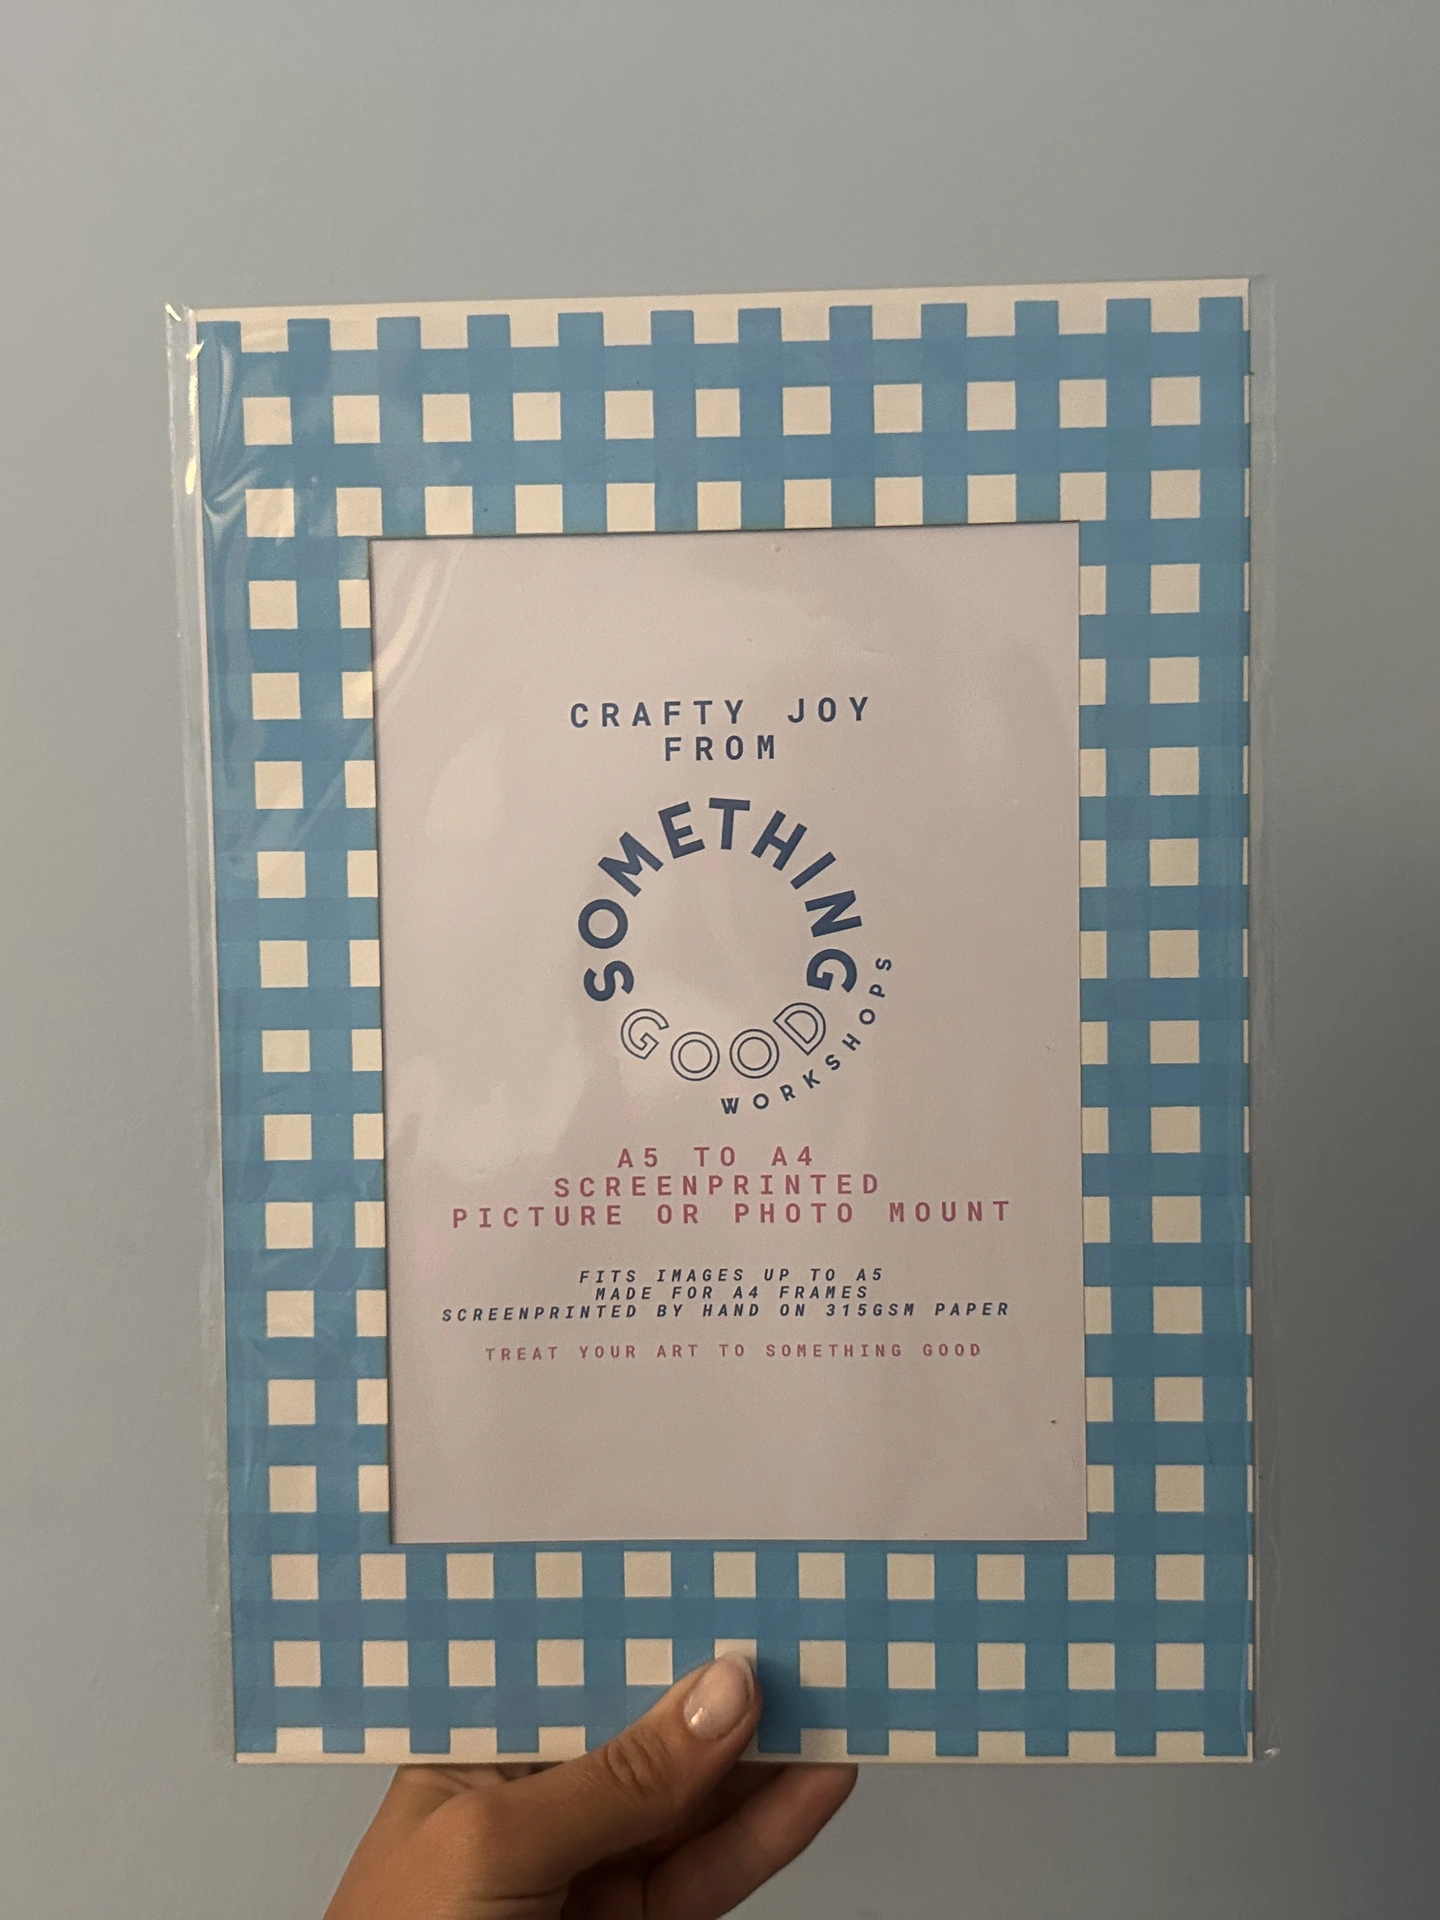 CRAFTY JOY
FROM
SOMETHING
GOOD
WORKSHOPS
A5 TO A4
SCREENPRINTED
PICTURE OR PHOTO MOUNT
FITS IMAGES UP TO A5
MADE FOR A4 FRAMES
SCREENPRINTED BY HAND ON 315GSM PAPER
TREAT YOUR ART TO SOMETHING GOOD